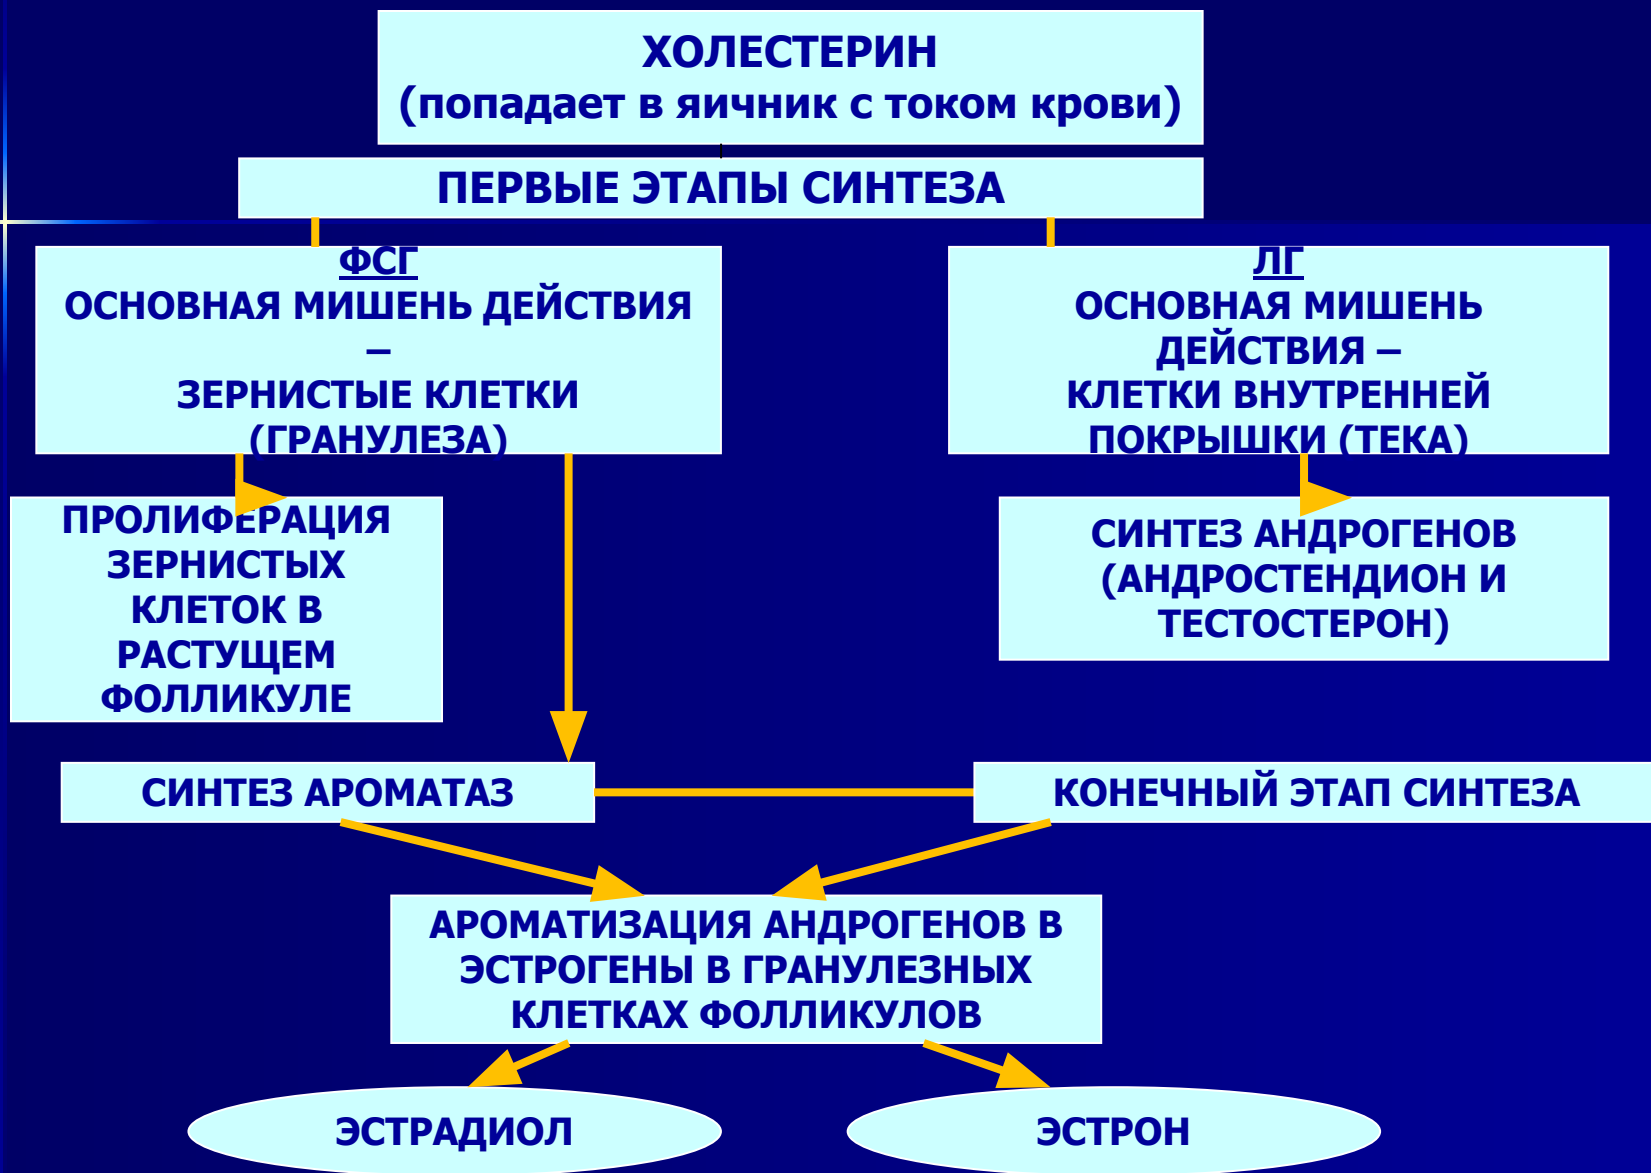 ХОЛЕСТЕРИН
(попадает в яичник с током крови)
ПЕРВЫЕ ЭТАПЫ СИНТЕЗА
ФСГ
ОСНОВНАЯ МИШЕНЬ ДЕЙСТВИЯ
–
ЗЕРНИСТЫЕ КЛЕТКИ
(ГРАНУЛЕЗА)
ЛГ
ОСНОВНАЯ МИШЕНЬ
ДЕЙСТВИЯ –
КЛЕТКИ ВНУТРЕННЕЙ
ПОКРЫШКИ (ТЕКА)
ПРОЛИФЕРАЦИЯ
ЗЕРНИСТЫХ
КЛЕТОК В
РАСТУЩЕМ
ФОЛЛИКУЛЕ
СИНТЕЗ АНДРОГЕНОВ
(АНДРОСТЕНДИОН И
ТЕСТОСТЕРОН)
СИНТЕЗ АРОМАТАЗ
КОНЕЧНЫЙ ЭТАП СИНТЕЗА
АРОМАТИЗАЦИЯ АНДРОГЕНОВ В
ЭСТРОГЕНЫ В ГРАНУЛЕЗНЫХ
КЛЕТКАХ ФОЛЛИКУЛОВ
ЭСТРАДИОЛ
ЭСТРОН